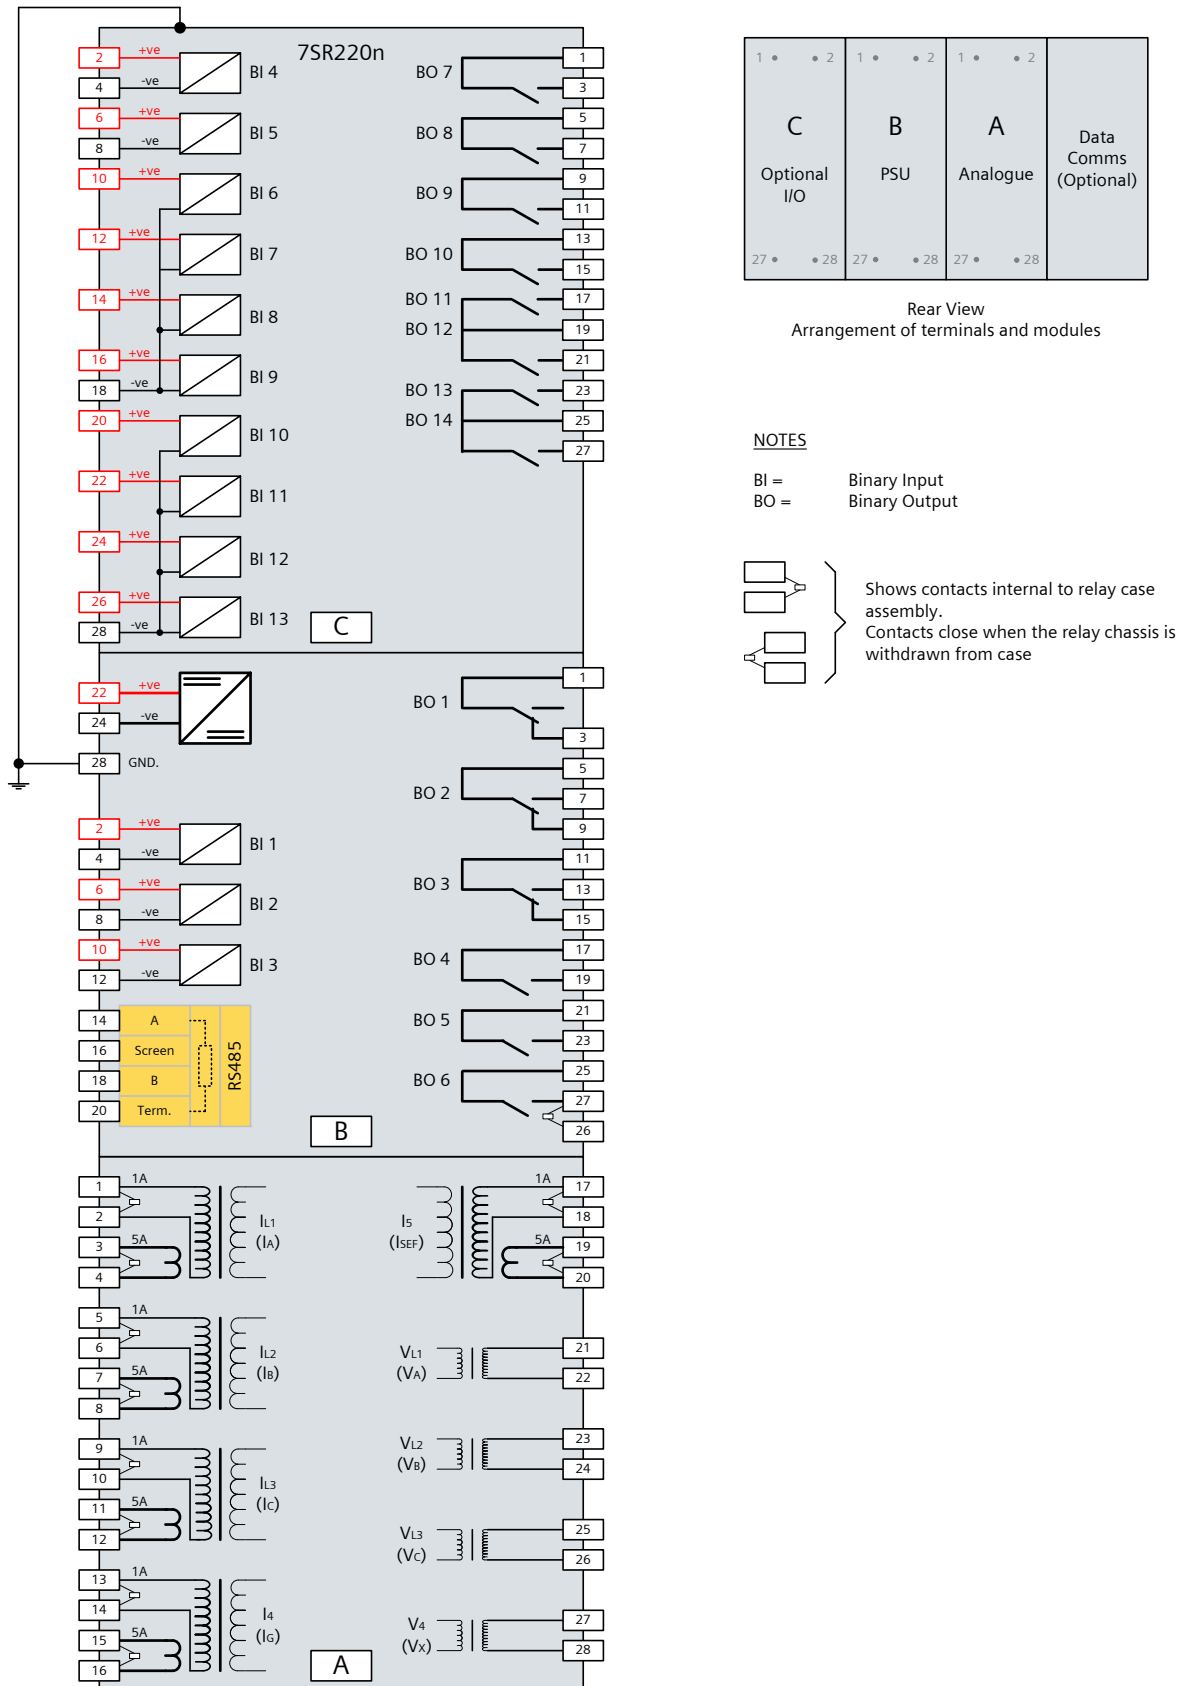 7SR220n
2 +ve
4 -ve
BI 4
6 +ve
8 -ve
BI 5
10 +ve
BI 6
12 +ve
BI 7
14 +ve
BI 8
16 +ve
18 -ve
BI 9
20 +ve
BI 10
22 +ve
BI 11
24 +ve
BI 12
26 +ve
28 -ve
BI 13
BO 7
1
3
BO 8
5
7
BO 9
9
11
BO 10
13
15
BO 11
17
BO 12
19
21
BO 13
23
BO 14
25
27
C
22 +ve
24 -ve
28 GND.
2 +ve
4 -ve
BI 1
6 +ve
8 -ve
BI 2
10 +ve
12 -ve
BI 3
14 A
16 Screen
18 B
20 Term.
RS485
BO 1
1
3
BO 2
5
7
9
BO 3
11
13
15
BO 4
17
19
BO 5
21
23
BO 6
25
27
26
B
1 1A
2
3 5A
4
IL1
(IA)
5 1A
6
7 5A
8
IL2
(IB)
9 1A
10
11 5A
12
IL3
(IC)
13 1A
14
15 5A
16
I4
(IG)
I5
(ISEF)
1A 17
18
5A 19
20
VL1
(VA)
21
22
VL2
(VB)
23
24
VL3
(VC)
25
26
V4
(VX)
27
28
A
1 2
C
Optional
I/O
27 28
1 2
B
PSU
27 28
1 2
A
Analogue
27 28
Data
Comms
(Optional)
Rear View
Arrangement of terminals and modules
NOTES
BI = Binary Input
BO = Binary Output
Shows contacts internal to relay case
assembly.
Contacts close when the relay chassis is
withdrawn from case